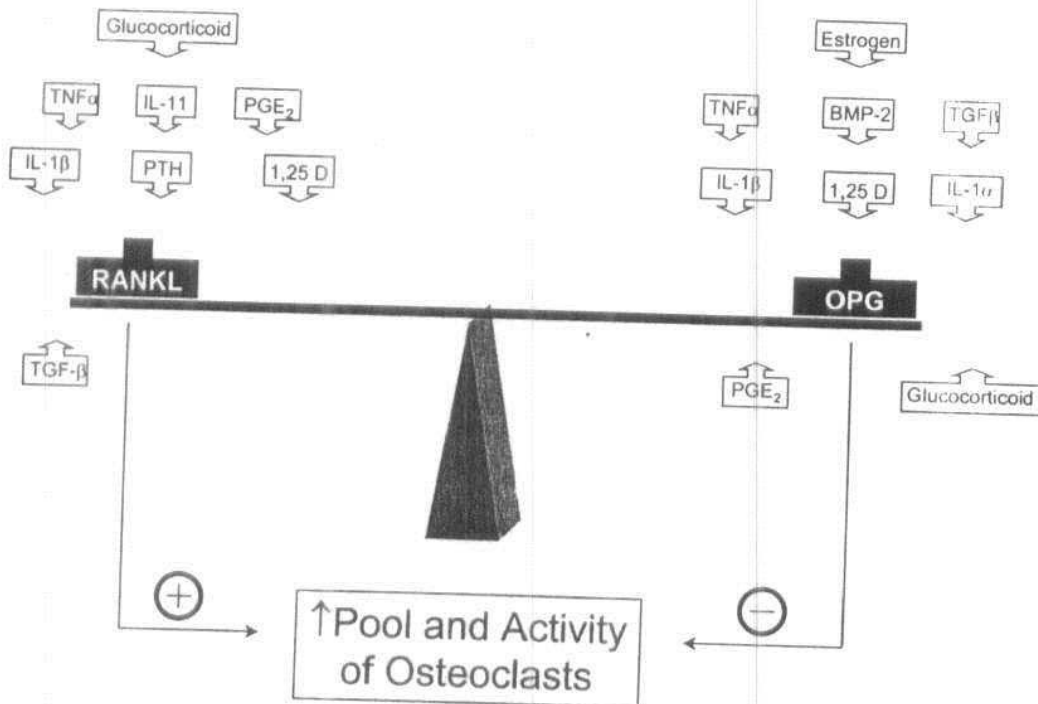 Glucocorticoid
TNFα IL-11 PGE₂
IL-1β PTH 1,25 D
RANKL
TGF-β
Estrogen
TNFα BMP-2 TGFβ
IL-1β 1,25 D IL-1α
OPG
PGE₂ Glucocorticoid
+
−
↑Pool and Activity
of Osteoclasts